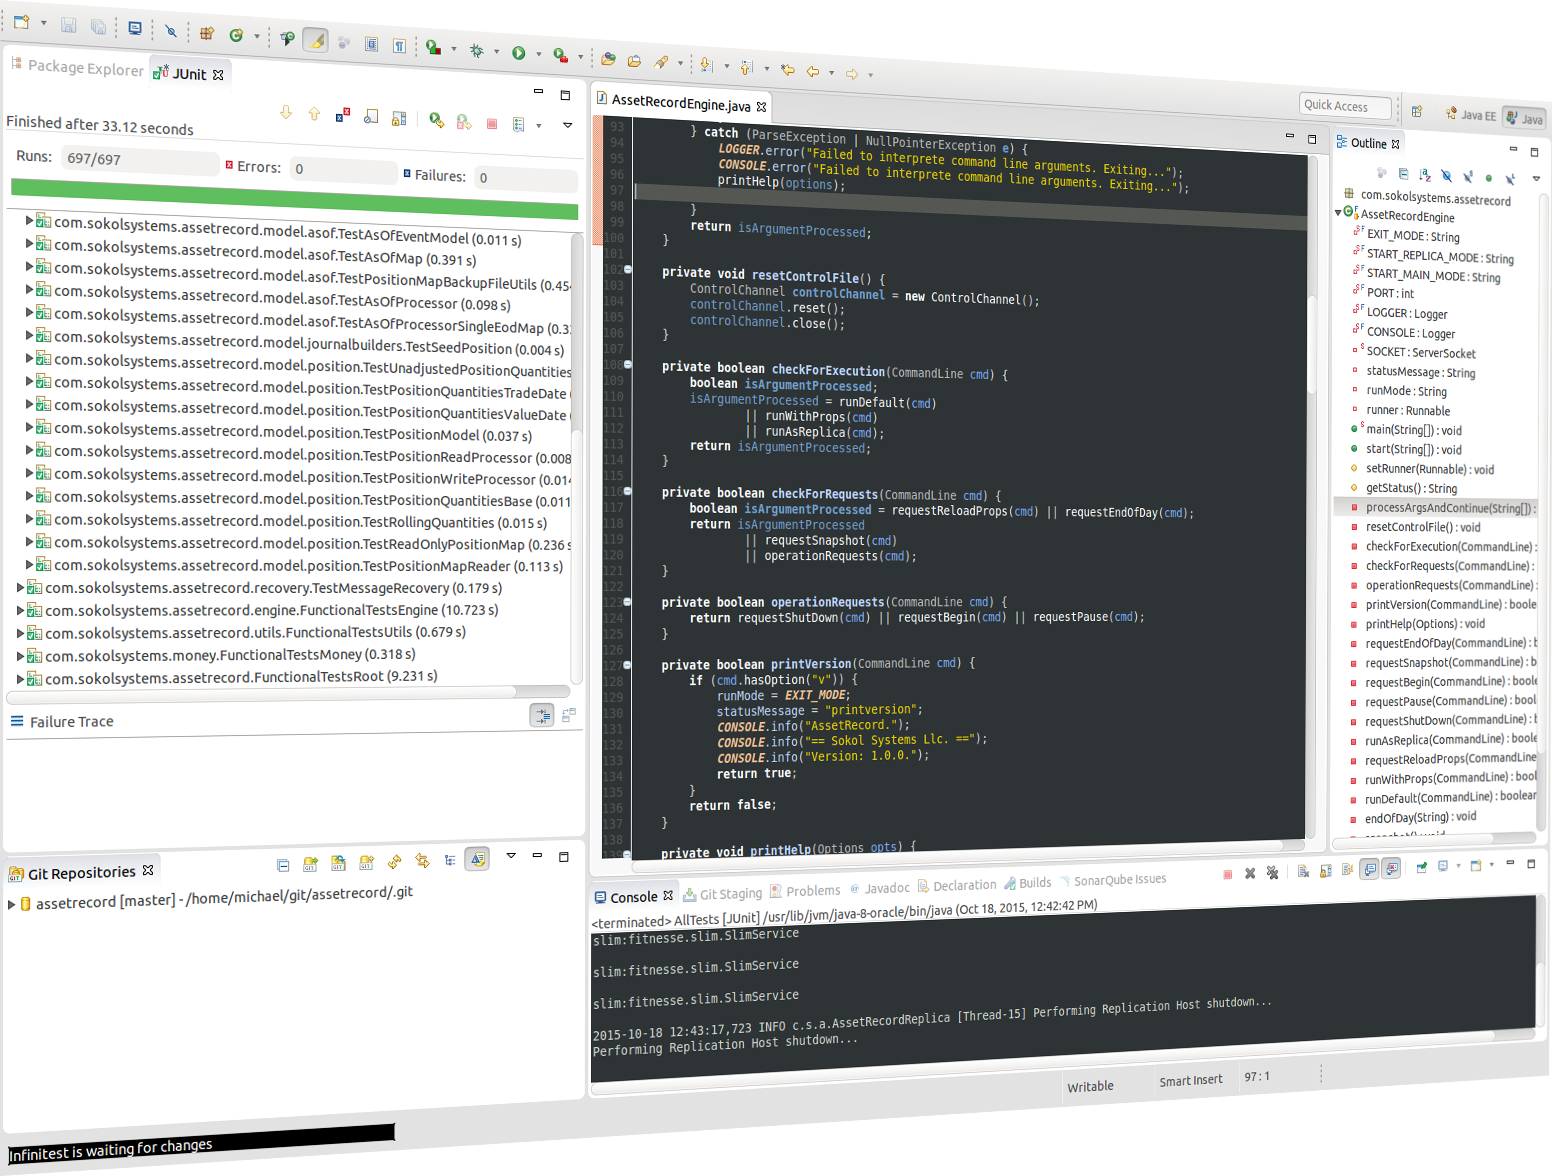 Package Explorer
JUnit
Finished after 33.12 seconds
Runs: 697/697
Errors: 0
Failures: 0
com.sokolsystems.assetrecord.model.asof.TestAsOfEventModel (0.011 s)
com.sokolsystems.assetrecord.model.asof.TestAsOfMap (0.391 s)
com.sokolsystems.assetrecord.model.asof.TestPositionMapBackupFileUtils (0.454
com.sokolsystems.assetrecord.model.asof.TestAsOfProcessor (0.098 s)
com.sokolsystems.assetrecord.model.asof.TestAsOfProcessorSingleEodMap (0.3
com.sokolsystems.assetrecord.model.journalbuilders.TestSeedPosition (0.004 s)
com.sokolsystems.assetrecord.model.position.TestUnadjustedPositionQuantities
com.sokolsystems.assetrecord.model.position.TestPositionQuantitiesTradeDate
com.sokolsystems.assetrecord.model.position.TestPositionQuantitiesValueDate
com.sokolsystems.assetrecord.model.position.TestPositionModel (0.037 s)
com.sokolsystems.assetrecord.model.position.TestPositionReadProcessor (0.008
com.sokolsystems.assetrecord.model.position.TestPositionWriteProcessor (0.014
com.sokolsystems.assetrecord.model.position.TestPositionQuantitiesBase (0.011
com.sokolsystems.assetrecord.model.position.TestRollingQuantities (0.015 s)
com.sokolsystems.assetrecord.model.position.TestReadOnlyPositionMap (0.236 s
com.sokolsystems.assetrecord.model.position.TestPositionMapReader (0.113 s)
com.sokolsystems.assetrecord.recovery.TestMessageRecovery (0.179 s)
com.sokolsystems.assetrecord.engine.FunctionalTestsEngine (10.723 s)
com.sokolsystems.assetrecord.utils.FunctionalTestsUtils (0.679 s)
com.sokolsystems.money.FunctionalTestsMoney (0.318 s)
com.sokolsystems.assetrecord.FunctionalTestsRoot (9.231 s)
Failure Trace
Git Repositories
assetrecord [master] - /home/michael/git/assetrecord/.git
Infinitest is waiting for changes
AssetRecordEngine.java
93 } catch (ParseException | NullPointerException e) {
94 LOGGER.error("Failed to interprete command line arguments. Exiting...");
95 CONSOLE.error("Failed to interprete command line arguments. Exiting...");
96 printHelp(options);
97
98 }
99 return isArgumentProcessed;
100 }
101
102 private void resetControlFile() {
103 ControlChannel controlChannel = new ControlChannel();
104 controlChannel.reset();
105 controlChannel.close();
106 }
107
108 private boolean checkForExecution(CommandLine cmd) {
109 boolean isArgumentProcessed;
110 isArgumentProcessed = runDefault(cmd)
111 || runWithProps(cmd)
112 || runAsReplica(cmd);
113 return isArgumentProcessed;
114 }
115
116 private boolean checkForRequests(CommandLine cmd) {
117 boolean isArgumentProcessed = requestReloadProps(cmd) || requestEndOfDay(cmd);
118 return isArgumentProcessed
119 || requestSnapshot(cmd)
120 || operationRequests(cmd);
121 }
122
123 private boolean operationRequests(CommandLine cmd) {
124 return requestShutDown(cmd) || requestBegin(cmd) || requestPause(cmd);
125 }
126
127 private boolean printVersion(CommandLine cmd) {
128 if (cmd.hasOption("v")) {
129 runMode = EXIT_MODE;
130 statusMessage = "printversion";
131 CONSOLE.info("AssetRecord.");
132 CONSOLE.info("== Sokol Systems Llc. ==");
133 CONSOLE.info("Version: 1.0.0.");
134 return true;
135 }
136 return false;
137 }
138
139 private void printHelp(Options opts) {
Quick Access
Java EE
Java
Outline
com.sokolsystems.assetrecord
AssetRecordEngine
EXIT_MODE : String
START_REPLICA_MODE : String
START_MAIN_MODE : String
PORT : int
LOGGER : Logger
CONSOLE : Logger
SOCKET : ServerSocket
statusMessage : String
runMode : String
runner : Runnable
main(String[]) : void
start(String[]) : void
setRunner(Runnable) : void
getStatus() : String
processArgsAndContinue(String[]) :
resetControlFile() : void
checkForExecution(CommandLine) :
checkForRequests(CommandLine) :
operationRequests(CommandLine) :
printVersion(CommandLine) : boole
printHelp(Options) : void
requestEndOfDay(CommandLine) :
requestSnapshot(CommandLine) :
requestBegin(CommandLine) : bool
requestPause(CommandLine) : bool
requestShutDown(CommandLine) : b
runAsReplica(CommandLine) : boole
requestReloadProps(CommandLine
runWithProps(CommandLine) : bool
runDefault(CommandLine) : boolean
endOfDay(String) : void
Console
Git Staging
Problems
Javadoc
Declaration
Builds
SonarQube Issues
<terminated> AllTests [JUnit] /usr/lib/jvm/java-8-oracle/bin/java (Oct 18, 2015, 12:42:42 PM)
slim:fitnesse.slim.SlimService
slim:fitnesse.slim.SlimService
slim:fitnesse.slim.SlimService
2015-10-18 12:43:17,723 INFO c.s.a.AssetRecordReplica [Thread-15] Performing Replication Host shutdown...
Performing Replication Host shutdown...
Writable
Smart Insert
97 : 1